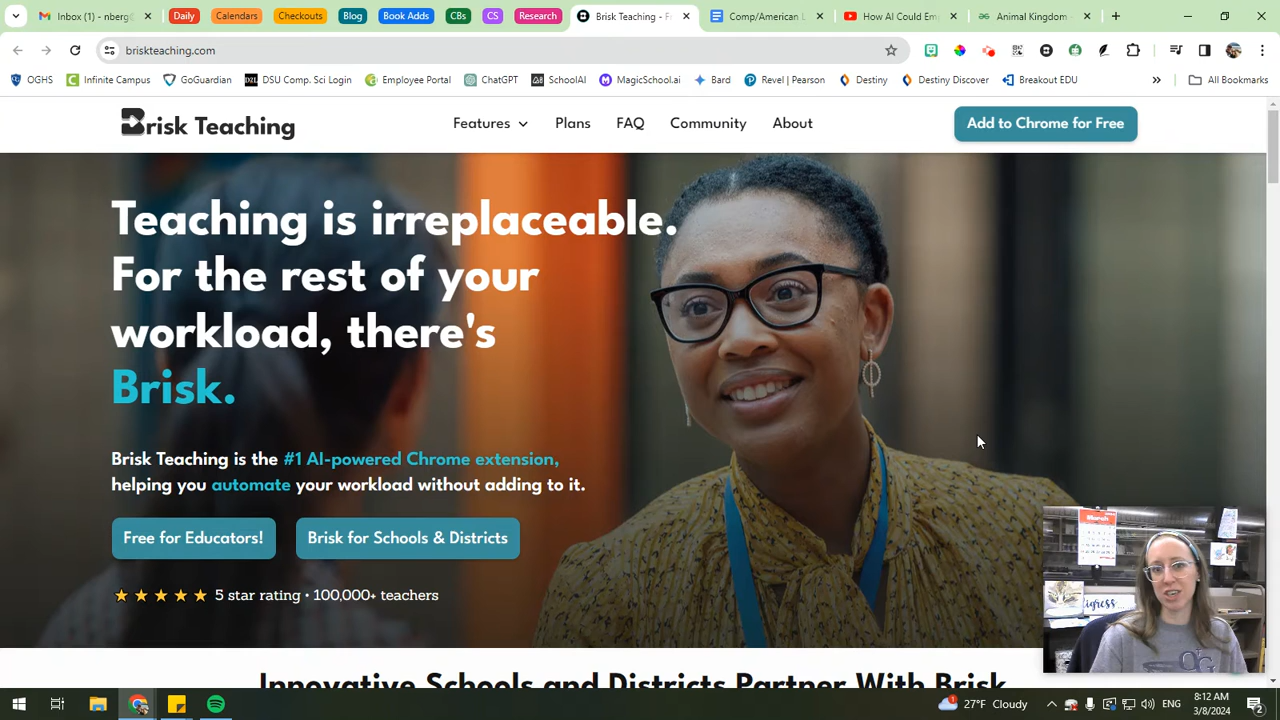 Inbox (1) - nberg
Daily
Calendars
Checkouts
Blog
Book Adds
CBs
CS
Research
Brisk Teaching - F
Comp/American L
How AI Could Em
Animal Kingdom -
briskteaching.com
OGHS
Infinite Campus
GoGuardian
DSU Comp. Sci Login
Employee Portal
ChatGPT
SchoolAI
MagicSchool.ai
Bard
Revel | Pearson
Destiny
Destiny Discover
Breakout EDU
All Bookmarks
Brisk Teaching
Features
Plans
FAQ
Community
About
Add to Chrome for Free
Teaching is irreplaceable.
For the rest of your
workload, there's
Brisk.
Brisk Teaching is the #1 AI-powered Chrome extension,
helping you automate your workload without adding to it.
Free for Educators!
Brisk for Schools & Districts
5 star rating • 100,000+ teachers
Innovative Schools and Districts Partner With Brisk
27°F Cloudy
ENG
8:12 AM
3/8/2024